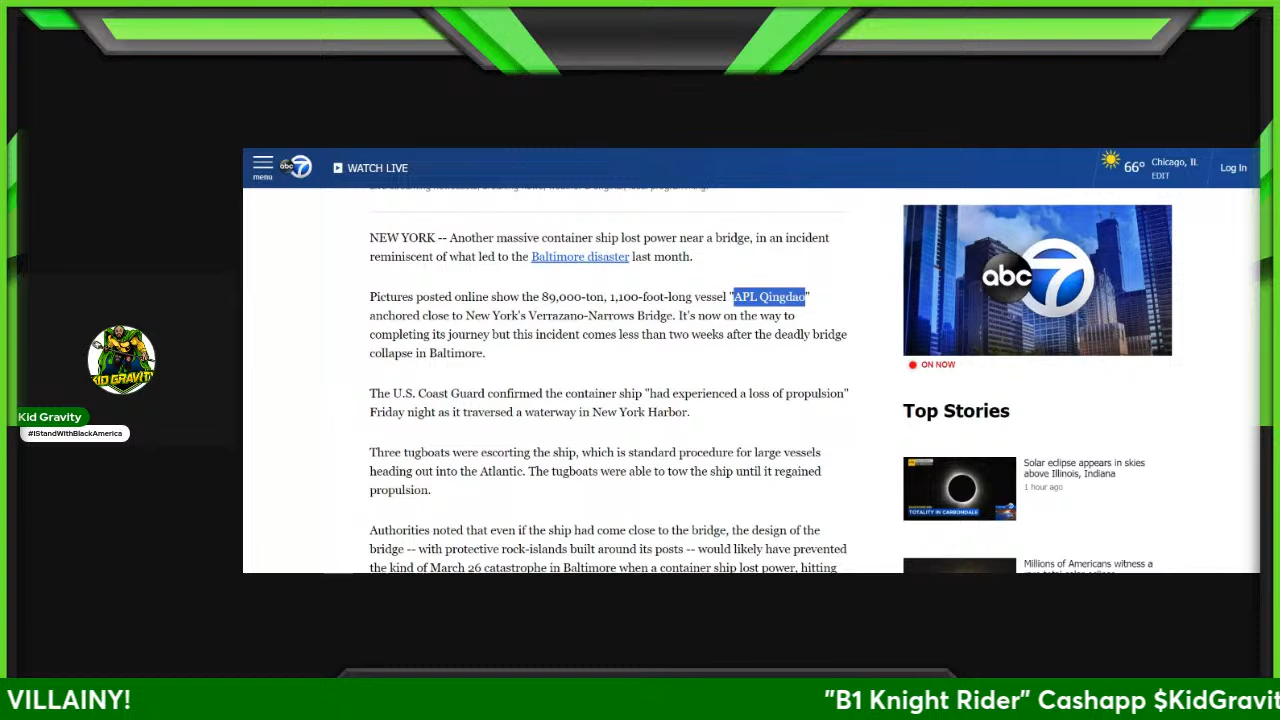 menu
abc 7
WATCH LIVE
66°
Chicago, IL
EDIT
Log In
NEW YORK -- Another massive container ship lost power near a bridge, in an incident
reminiscent of what led to the Baltimore disaster last month.
Pictures posted online show the 89,000-ton, 1,100-foot-long vessel "APL Qingdao"
anchored close to New York's Verrazano-Narrows Bridge. It's now on the way to
completing its journey but this incident comes less than two weeks after the deadly bridge
collapse in Baltimore.
The U.S. Coast Guard confirmed the container ship "had experienced a loss of propulsion"
Friday night as it traversed a waterway in New York Harbor.
Three tugboats were escorting the ship, which is standard procedure for large vessels
heading out into the Atlantic. The tugboats were able to tow the ship until it regained
propulsion.
Authorities noted that even if the ship had come close to the bridge, the design of the
bridge -- with protective rock-islands built around its posts -- would likely have prevented
the kind of March 26 catastrophe in Baltimore when a container ship lost power, hitting
abc 7
ON NOW
Top Stories
TOTALITY IN CARBONDALE
Solar eclipse appears in skies
above Illinois, Indiana
1 hour ago
Millions of Americans witness a
KID GRAVITY
Kid Gravity
#IStandWithBlackAmerica
VILLAINY!
"B1 Knight Rider" Cashapp $KidGravit